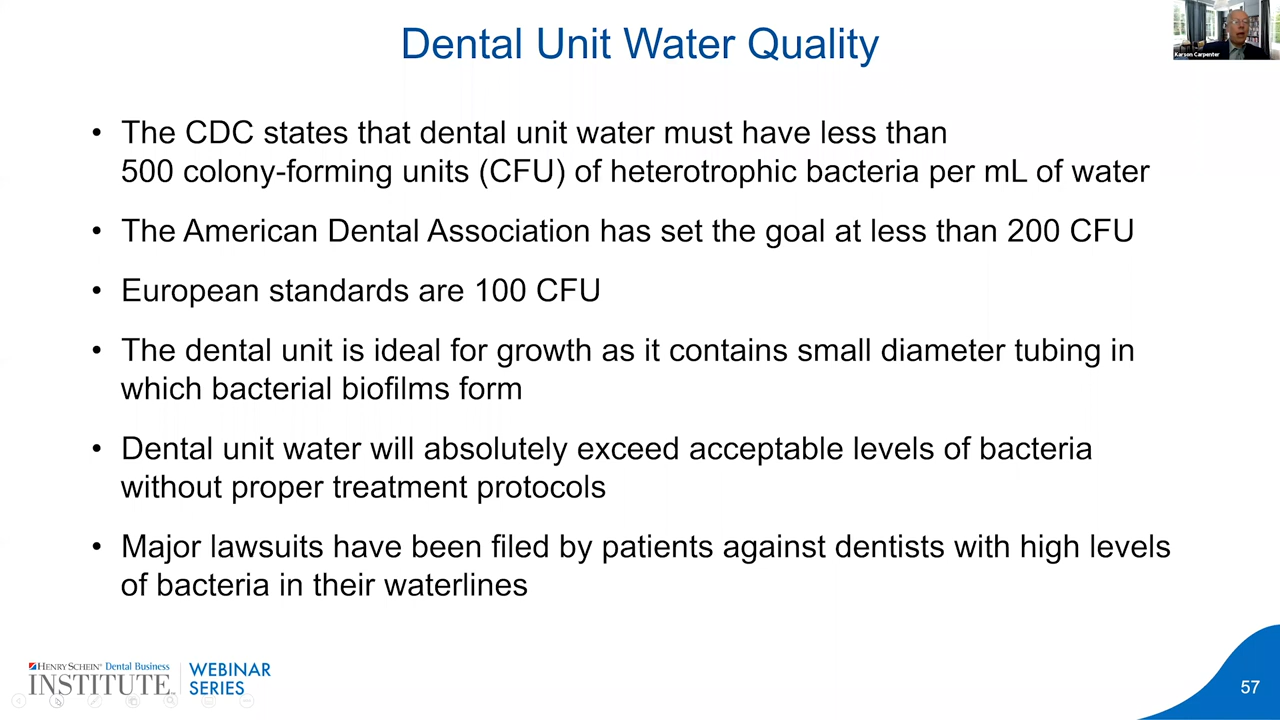 Dental Unit Water Quality
Karson Carpenter
• The CDC states that dental unit water must have less than
500 colony-forming units (CFU) of heterotrophic bacteria per mL of water
• The American Dental Association has set the goal at less than 200 CFU
• European standards are 100 CFU
• The dental unit is ideal for growth as it contains small diameter tubing in
which bacterial biofilms form
• Dental unit water will absolutely exceed acceptable levels of bacteria
without proper treatment protocols
• Major lawsuits have been filed by patients against dentists with high levels
of bacteria in their waterlines
HENRY SCHEIN® Dental Business
INSTITUTE™
WEBINAR
SERIES
57